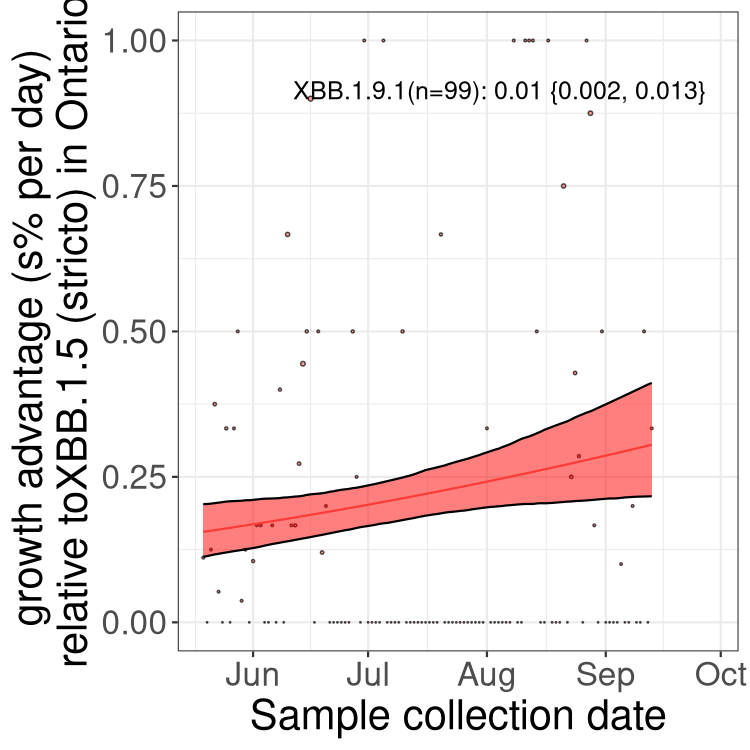 growth advantage (s% per day)
relative toXBB.1.5 (stricto) in Ontario
1.00
0.75
0.50
0.25
0.00
XBB.1.9.1(n=99): 0.01 {0.002, 0.013}
Jun Jul Aug Sep Oct
Sample collection date